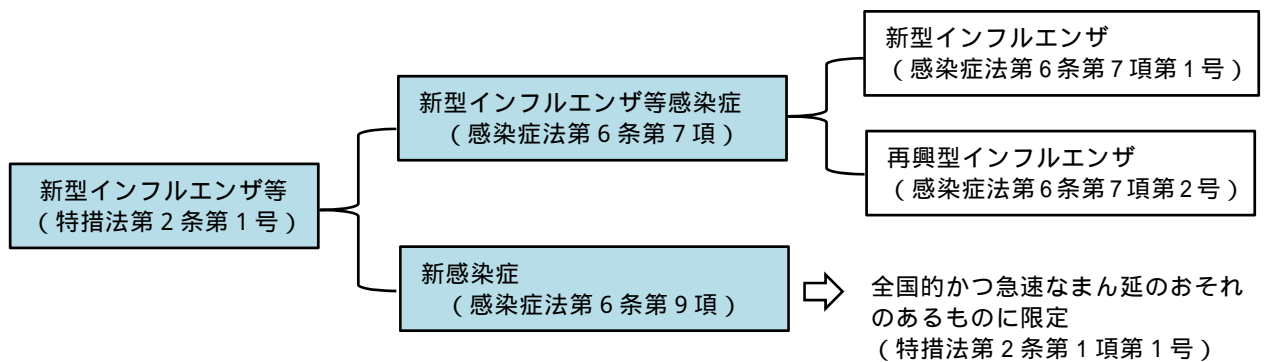 新型インフルエンザ等
（特措法第２条第１号）
新型インフルエンザ等感染症
（感染症法第６条第７項）
新型インフルエンザ
（感染症法第６条第７項第１号）
再興型インフルエンザ
（感染症法第６条第７項第２号）
新感染症
（感染症法第６条第９項）
全国的かつ急速なまん延のおそれ
のあるものに限定
（特措法第２条第１項第１号）